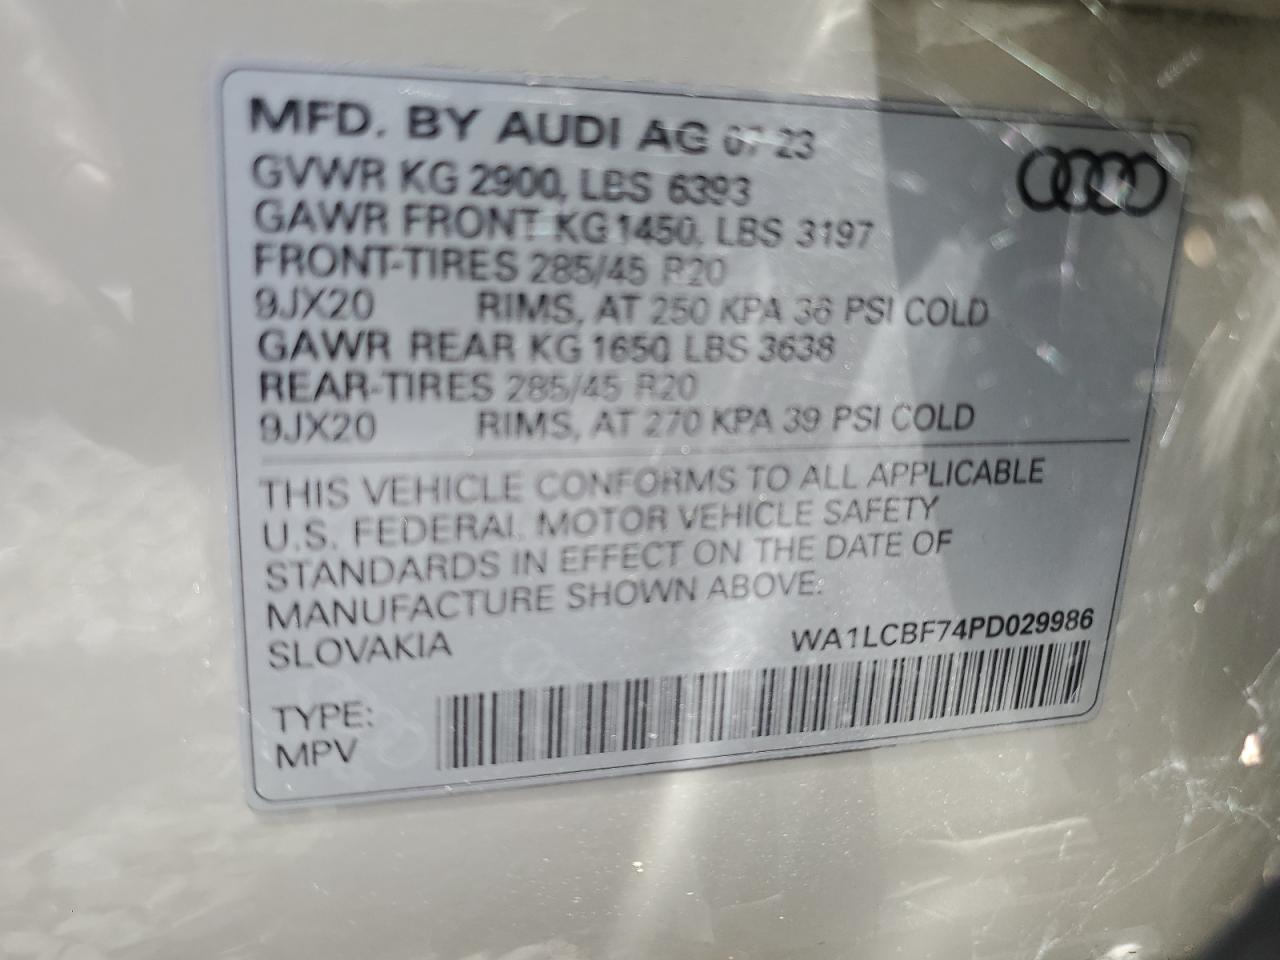 MFD. BY AUDI AG 07 23
GVWR KG 2900, LBS 6393
GAWR FRONT KG 1450, LBS 3197
FRONT-TIRES 285/45 R20
9JX20 RIMS, AT 250 KPA 36 PSI COLD
GAWR REAR KG 1650 LBS 3638
REAR-TIRES 285/45 R20
9JX20 RIMS, AT 270 KPA 39 PSI COLD
THIS VEHICLE CONFORMS TO ALL APPLICABLE
U.S. FEDERAL MOTOR VEHICLE SAFETY
STANDARDS IN EFFECT ON THE DATE OF
MANUFACTURE SHOWN ABOVE.
SLOVAKIA WA1LCBF74PD029986
TYPE:
MPV